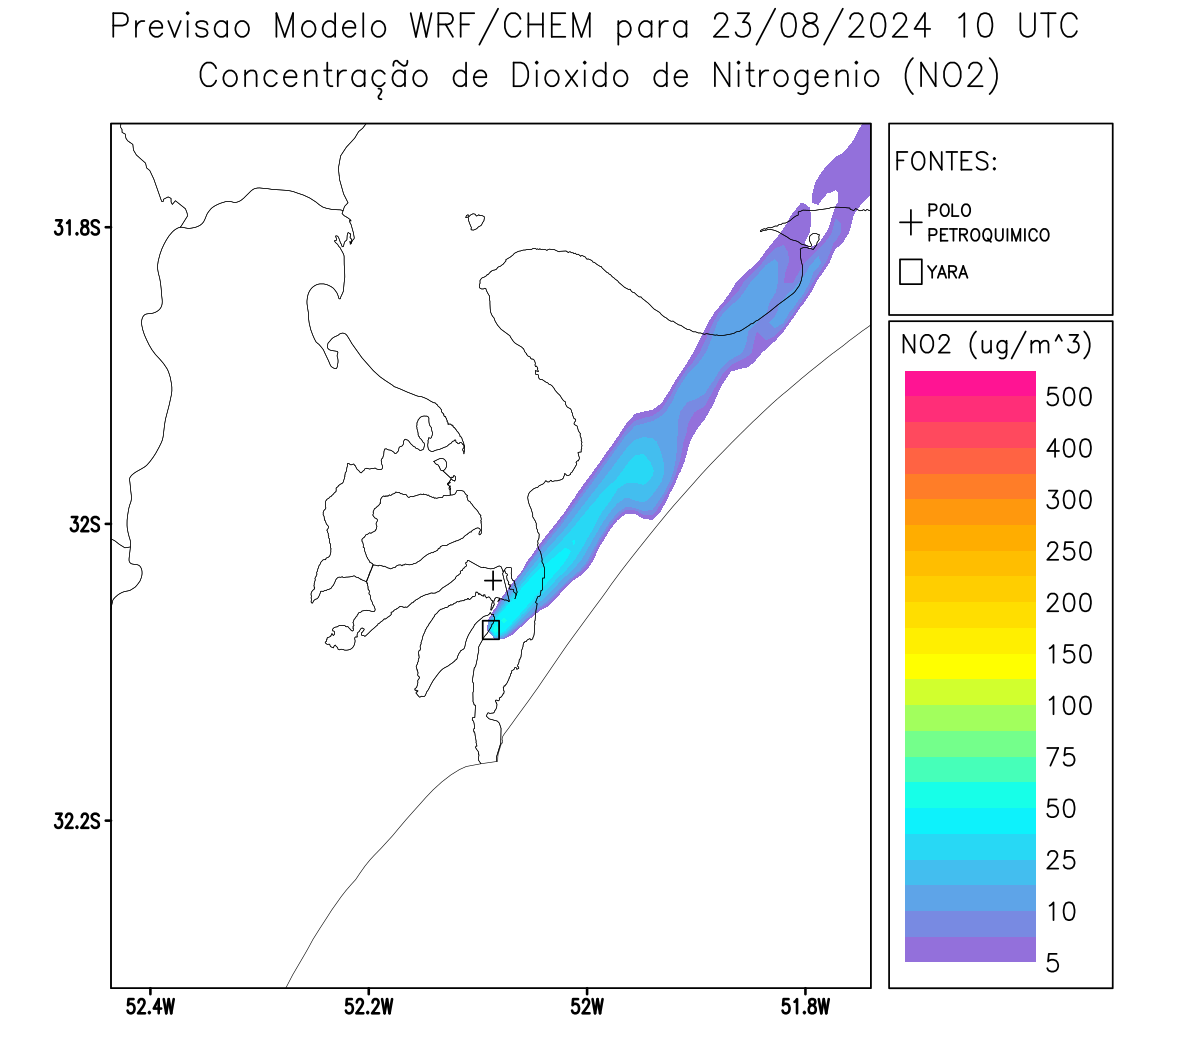 Previsao Modelo WRF/CHEM para 23/08/2024 10 UTC
Concentração de Dioxido de Nitrogenio (NO2)
FONTES:
POLO
PETROQUIMICO
YARA
NO2 (ug/m^3)
500
400
300
250
200
150
100
75
50
25
10
5
31.8S
32S
32.2S
52.4W
52.2W
52W
51.8W